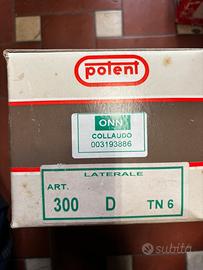 potent
ONN
COLLAUDO
003193886
LATERALE
ART.
300 D TN 6
subito